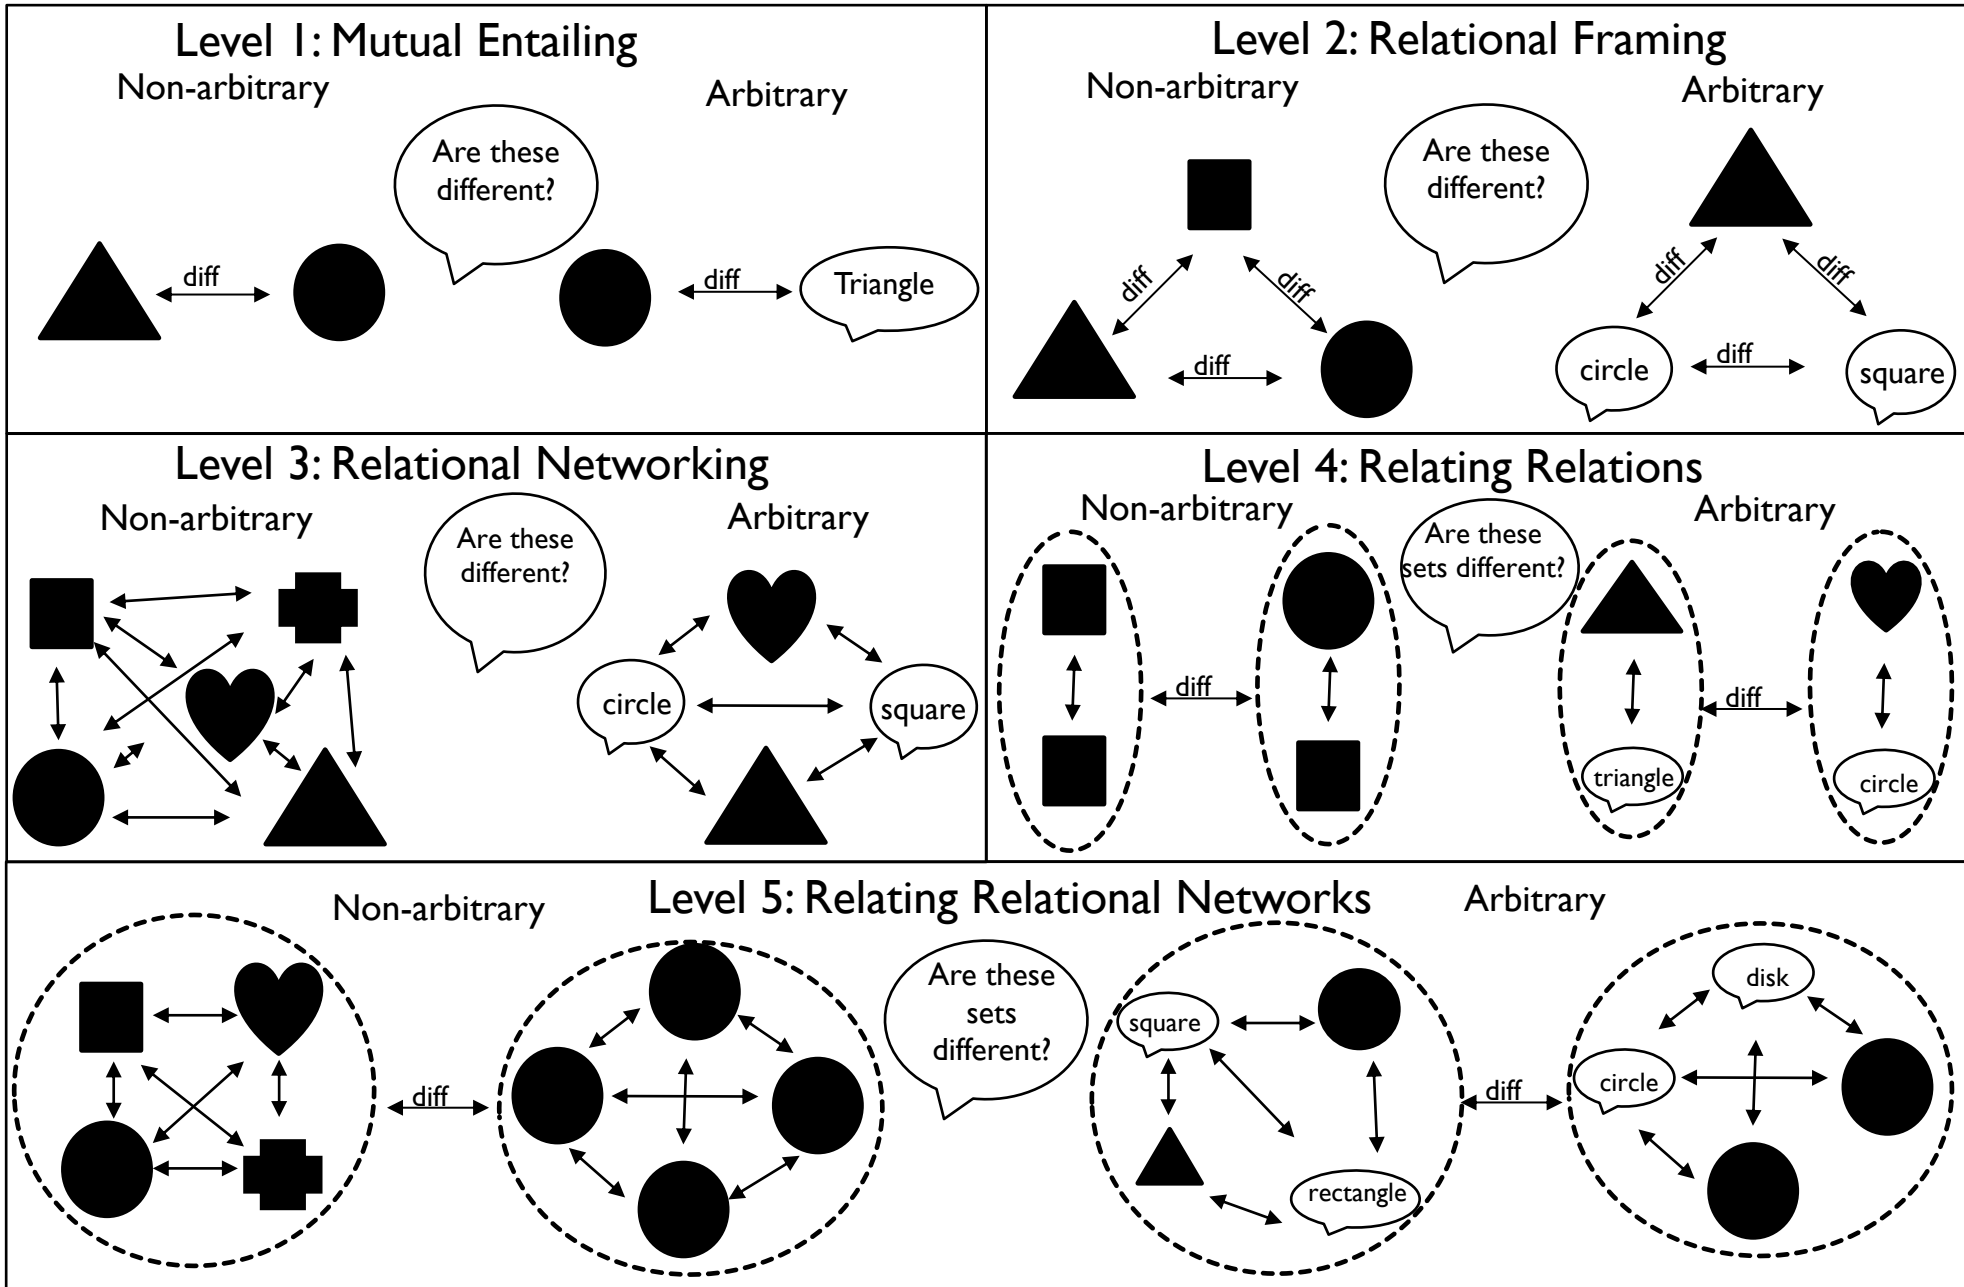 Level 1: Mutual Entailing
Non-arbitrary
Arbitrary
Are these
different?
diff
diff
Triangle
Level 2: Relational Framing
Non-arbitrary
Arbitrary
Are these
different?
diff
diff
diff
diff
diff
diff
circle
square
Level 3: Relational Networking
Non-arbitrary
Arbitrary
Are these
different?
circle
square
Level 4: Relating Relations
Non-arbitrary
Arbitrary
Are these
sets different?
diff
diff
triangle
circle
Level 5: Relating Relational Networks
Non-arbitrary
Arbitrary
Are these
sets
different?
diff
square
rectangle
diff
disk
circle